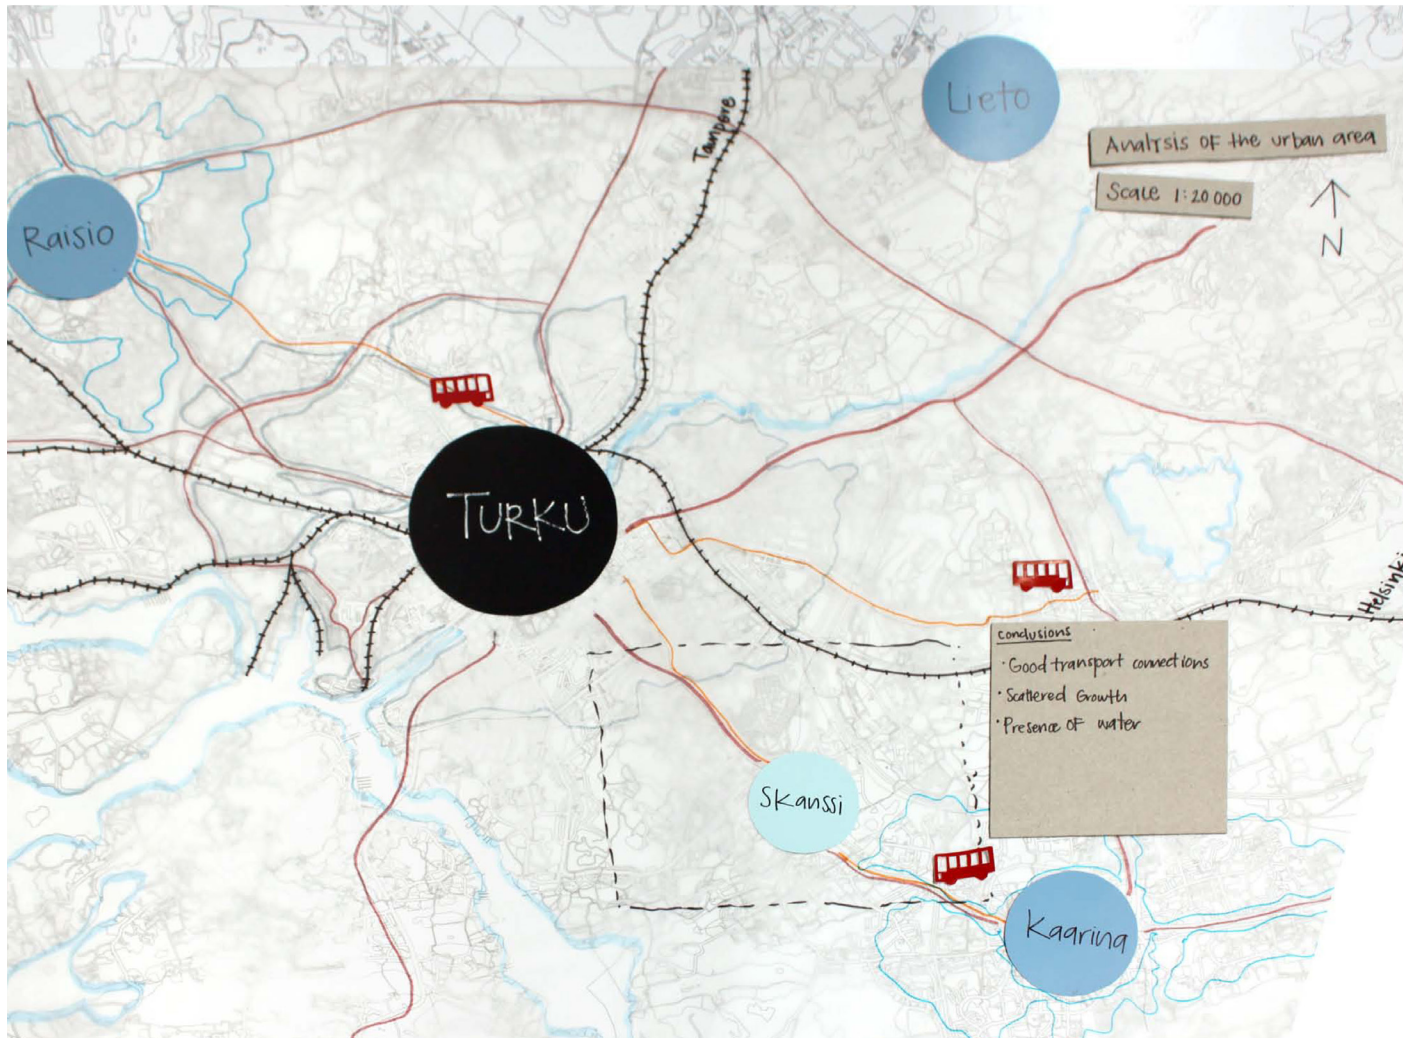 Lieto
Tampere
Analysis of the urban area
Scale 1:20 000
N
Raisio
TURKU
Helsinki
Conclusions
· Good transport connections
· Scattered Growth
· Presence of water
Skanssi
Kaarina